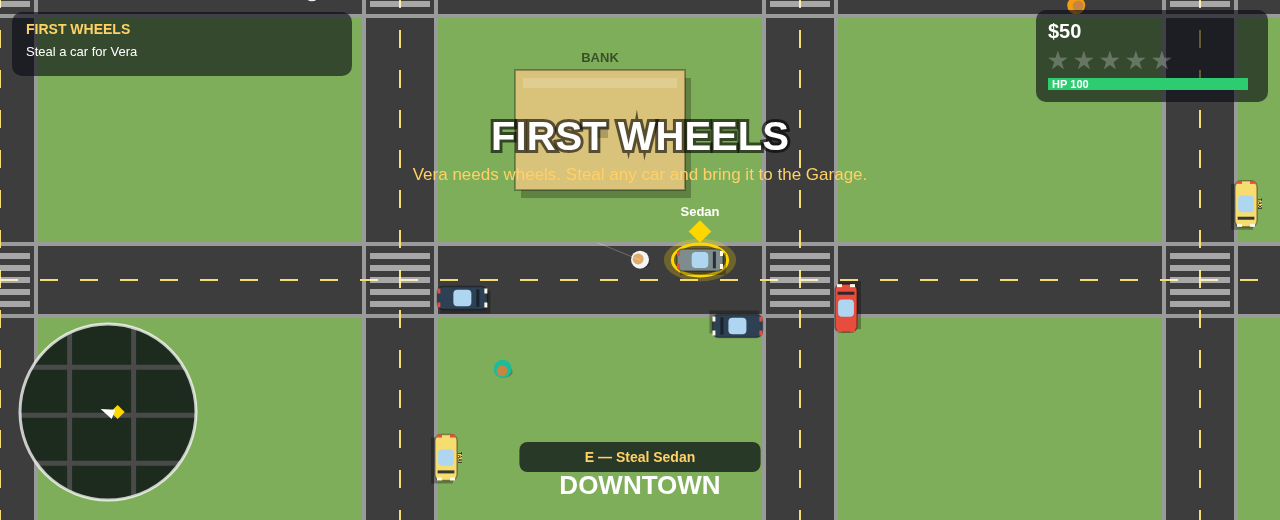 FIRST WHEELS
Steal a car for Vera
$50
HP 100
BANK
FIRST WHEELS
Vera needs wheels. Steal any car and bring it to the Garage.
Sedan
E — Steal Sedan
DOWNTOWN